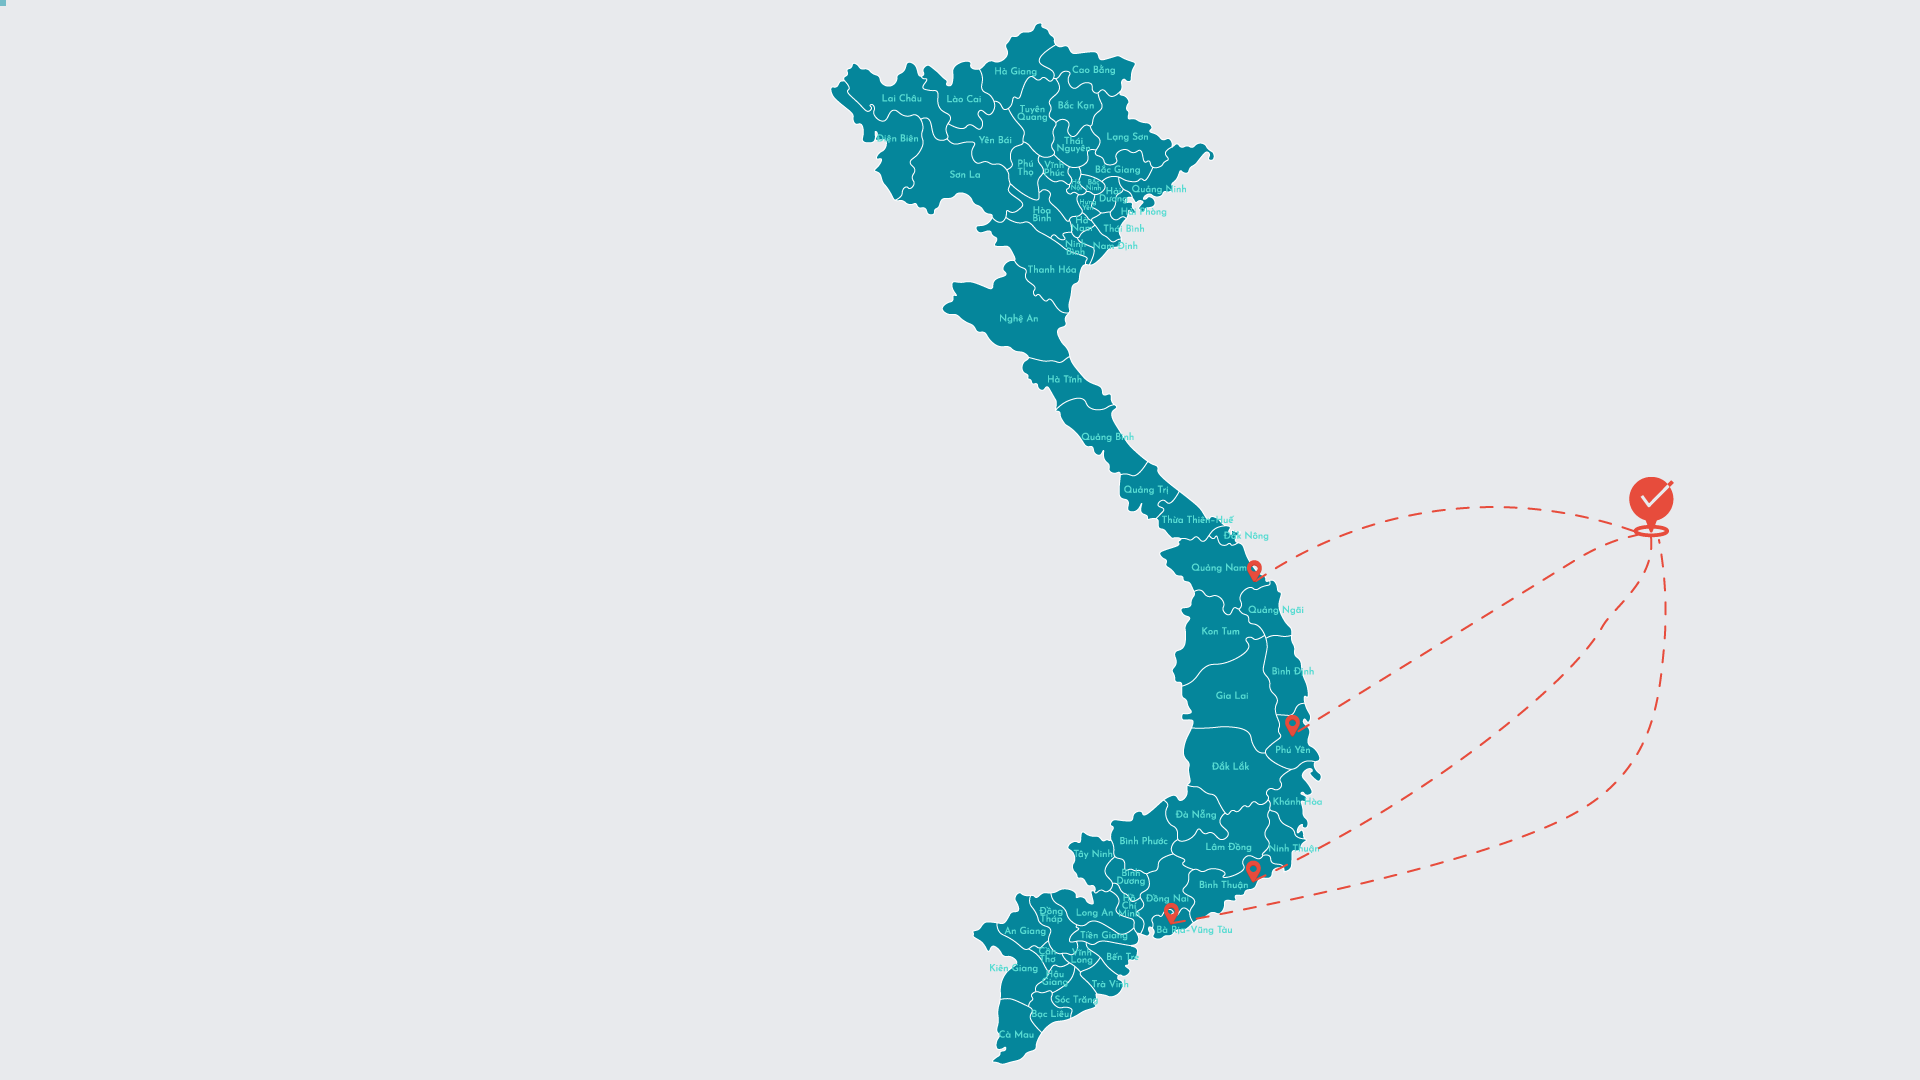 Hà Giang
Cao Bằng
Lai Châu
Lào Cai
Bắc Kạn
Tuyên
Quang
Điện Biên
Yên Bái
Thái
Nguyên
Lạng Sơn
Sơn La
Phú
Thọ
Vĩnh
Phúc
Bắc Giang
Hà
Nội
Bắc
Ninh
Quảng Ninh
Hải
Dương
Hưng
Yên
Hải Phòng
Hòa
Bình
Hà
Nam
Thái Bình
Ninh
Bình
Nam Định
Thanh Hóa
Nghệ An
Hà Tĩnh
Quảng Bình
Quảng Trị
Thừa Thiên-Huế
Đắk Nông
Quảng Nam
Quảng Ngãi
Kon Tum
Bình Định
Gia Lai
Phú Yên
Đắk Lắk
Khánh Hòa
Đà Nẵng
Bình Phước
Lâm Đồng
Ninh Thuận
Tây Ninh
Bình
Dương
Bình Thuận
Đồng Nai
Hồ
Chí
Minh
Long An
Đồng
Tháp
An Giang
Tiền Giang
Bà Rịa-Vũng Tàu
Cần
Thơ
Vĩnh
Long
Bến Tre
Kiên Giang
Hậu
Giang
Trà Vinh
Sóc Trăng
Bạc Liêu
Cà Mau